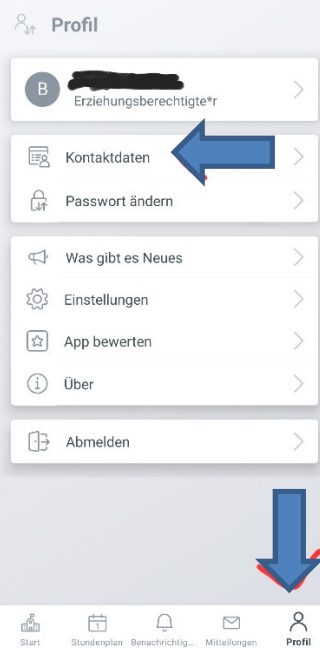 Profil
B
Erziehungsberechtigte*r
Kontaktdaten
Passwort ändern
Was gibt es Neues
Einstellungen
App bewerten
Über
Abmelden
1
Start Stundenplan Benachrichtig... Mitteilungen Profil